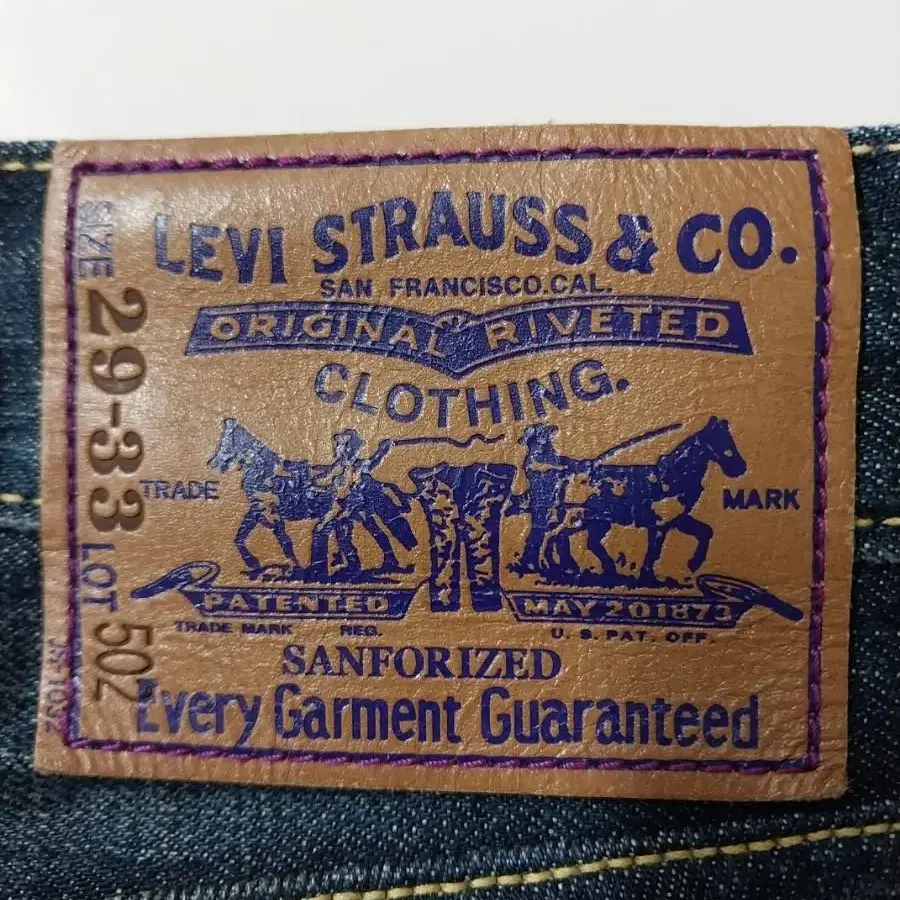 LEVI STRAUSS & CO.
SAN FRANCISCO.CAL.
ORIGINAL RIVETED
CLOTHING.
TRADE MARK
PATENTED MAY 20 1873
TRADE MARK REG. U. S. PAT. OFF.
SANFORIZED
Every Garment Guaranteed
SIZE 29-33 LOT 502